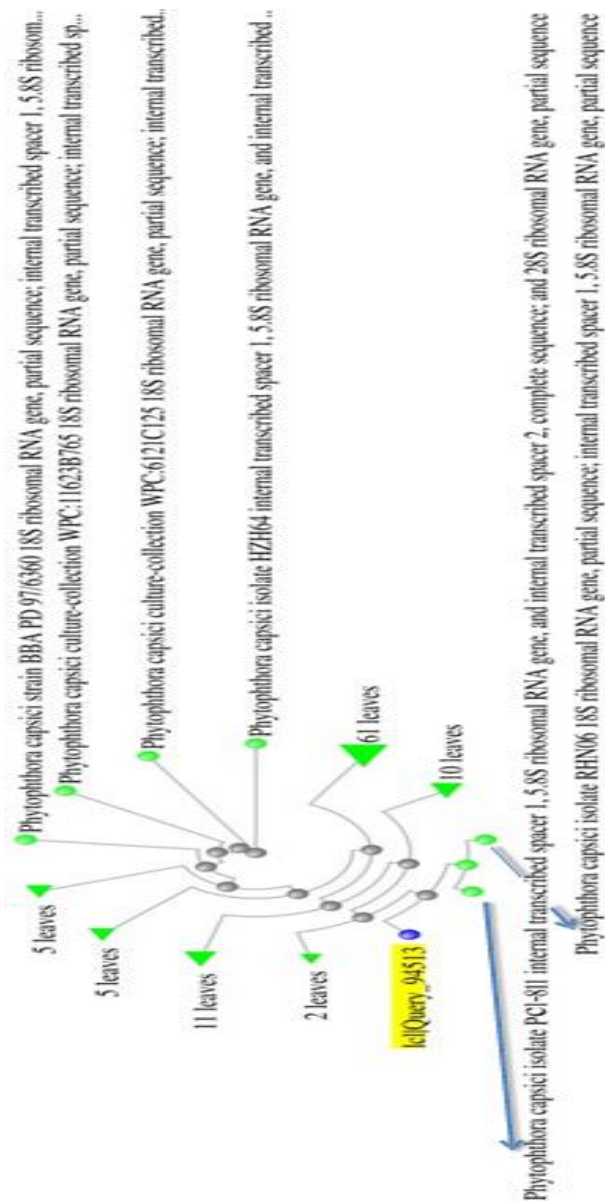 Phytophthora capsici strain BBA PD 97/6360 18S ribosomal RNA gene, partial sequence; internal transcribed spacer 1, 5.8S ribosom...
Phytophthora capsici culture-collection WPC:11623B765 18S ribosomal RNA gene, partial sequence; internal transcribed sp...
Phytophthora capsici culture-collection WPC:6121C125 18S ribosomal RNA gene, partial sequence; internal transcribed...
Phytophthora capsici isolate HZH64 internal transcribed spacer 1, 5.8S ribosomal RNA gene, and internal transcribed ..
5 leaves
5 leaves
11 leaves
2 leaves
61 leaves
10 leaves
lcl|Query_94513
Phytophthora capsici isolate PCI-8II internal transcribed spacer 1, 5.8S ribosomal RNA gene, and internal transcribed spacer 2, complete sequence; and 28S ribosomal RNA gene, partial sequence
Phytophthora capsici isolate RHN06 18S ribosomal RNA gene, partial sequence; internal transcribed spacer 1, 5.8S ribosomal RNA gene, partial sequence